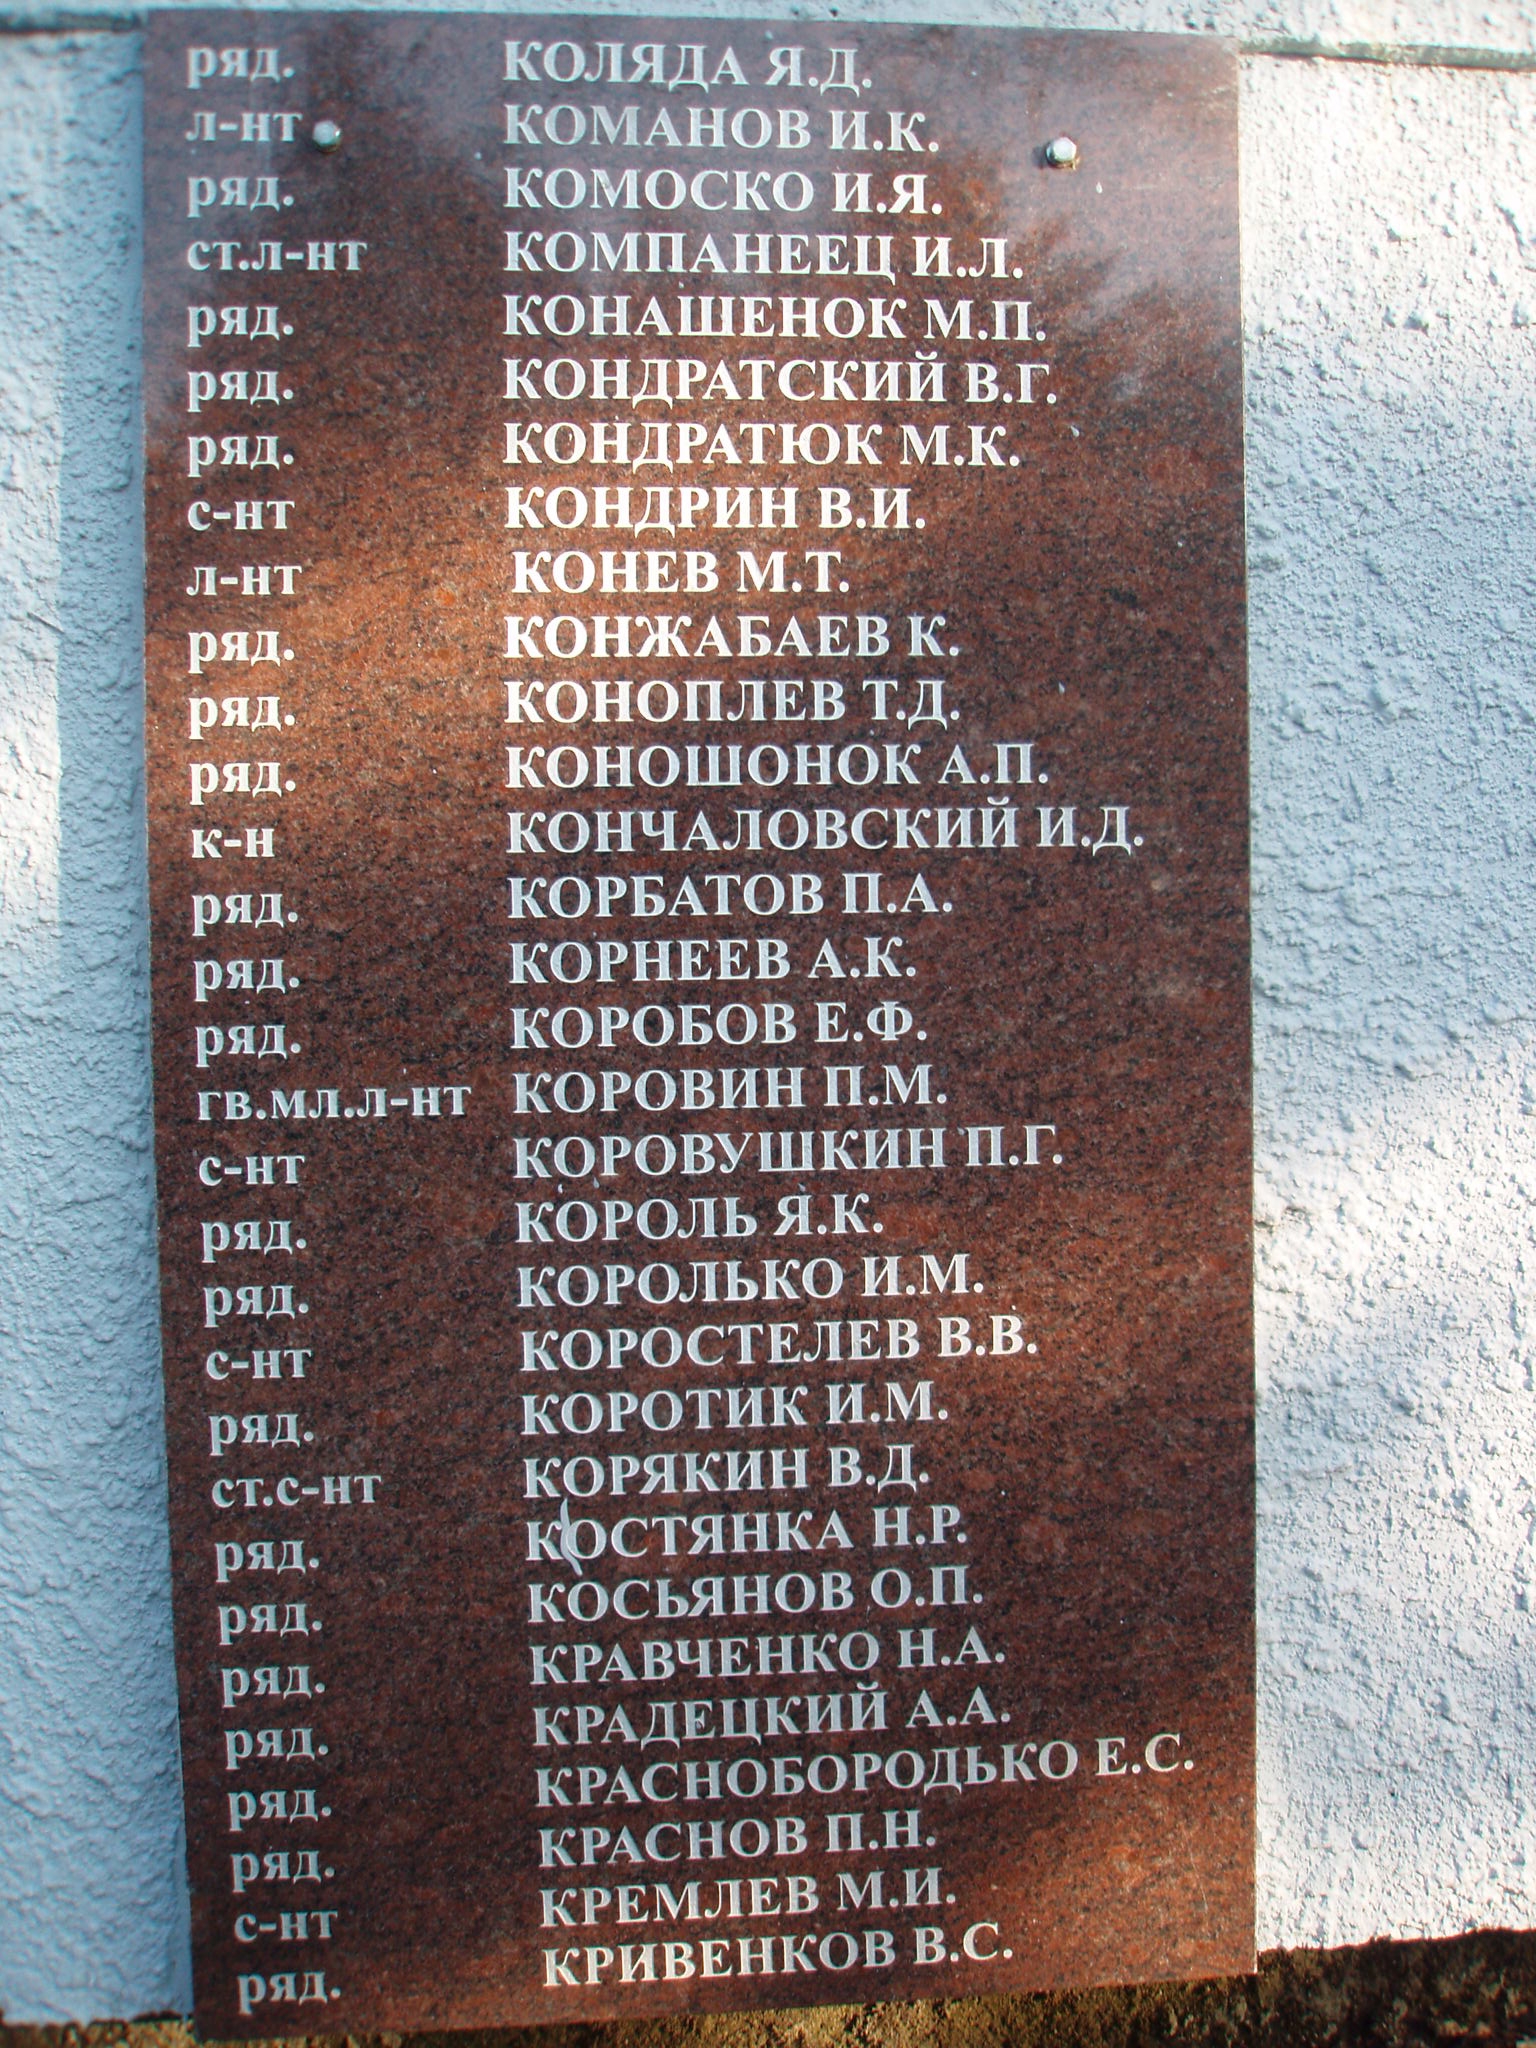 ряд. КОЛЯДА Я.Д.
л-нт КОМАНОВ И.К.
ряд. КОМОСКО И.Я.
ст.л-нт КОМПАНЕЕЦ И.Л.
ряд. КОНАШЕНОК М.П.
ряд. КОНДРАТСКИЙ В.Г.
ряд. КОНДРАТЮК М.К.
с-нт КОНДРИН В.И.
л-нт КОНЕВ М.Т.
ряд. КОНЖАБАЕВ К.
ряд. КОНОПЛЕВ Т.Д.
ряд. КОНОШОНОК А.П.
к-н КОНЧАЛОВСКИЙ И.Д.
ряд. КОРБАТОВ П.А.
ряд. КОРНЕЕВ А.К.
ряд. КОРОБОВ Е.Ф.
гв.мл.л-нт КОРОВИН П.М.
с-нт КОРОВУШКИН П.Г.
ряд. КОРОЛЬ Я.К.
ряд. КОРОЛЬКО И.М.
с-нт КОРОСТЕЛЕВ В.В.
ряд. КОРОТИК И.М.
ст.с-нт КОРЯКИН В.Д.
ряд. КОСТЯНКА Н.Р.
ряд. КОСЬЯНОВ О.П.
ряд. КРАВЧЕНКО Н.А.
ряд. КРАДЕЦКИЙ А.А.
ряд. КРАСНОБОРОДЬКО Е.С.
ряд. КРАСНОВ П.Н.
с-нт КРЕМЛЕВ М.И.
ряд. КРИВЕНКОВ В.С.